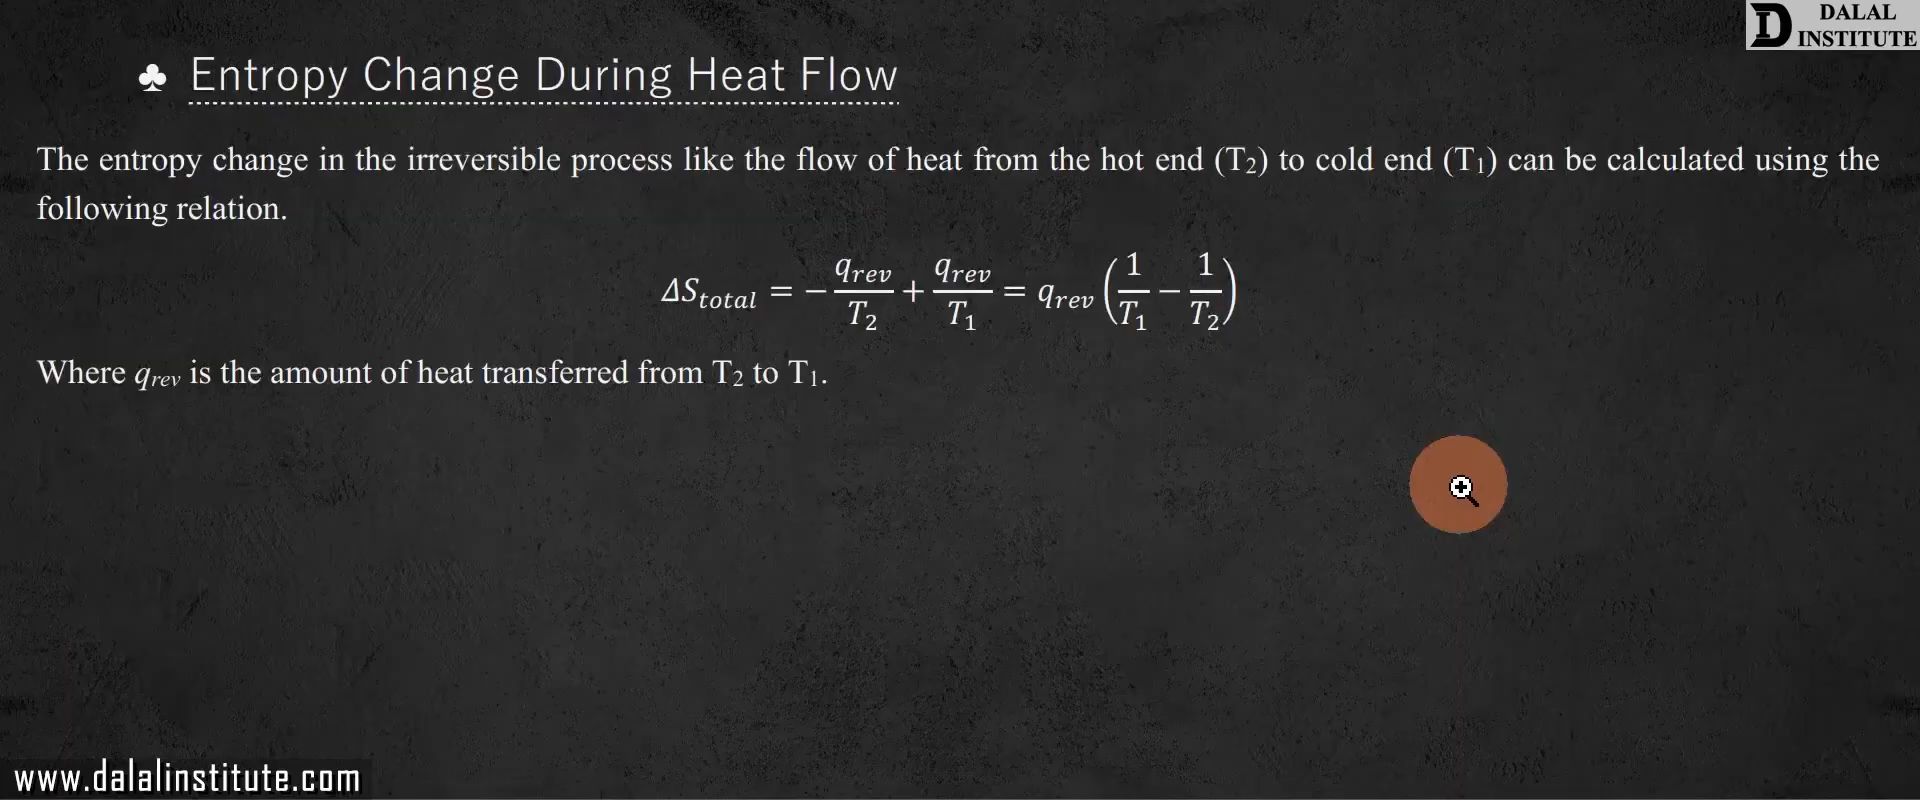 DALAL
INSTITUTE
♣ Entropy Change During Heat Flow
The entropy change in the irreversible process like the flow of heat from the hot end (T₂) to cold end (T₁) can be calculated using the
following relation.
ΔS_total = − q_rev/T₂ + q_rev/T₁ = q_rev (1/T₁ − 1/T₂)
Where q_rev is the amount of heat transferred from T₂ to T₁.
www.dalalinstitute.com